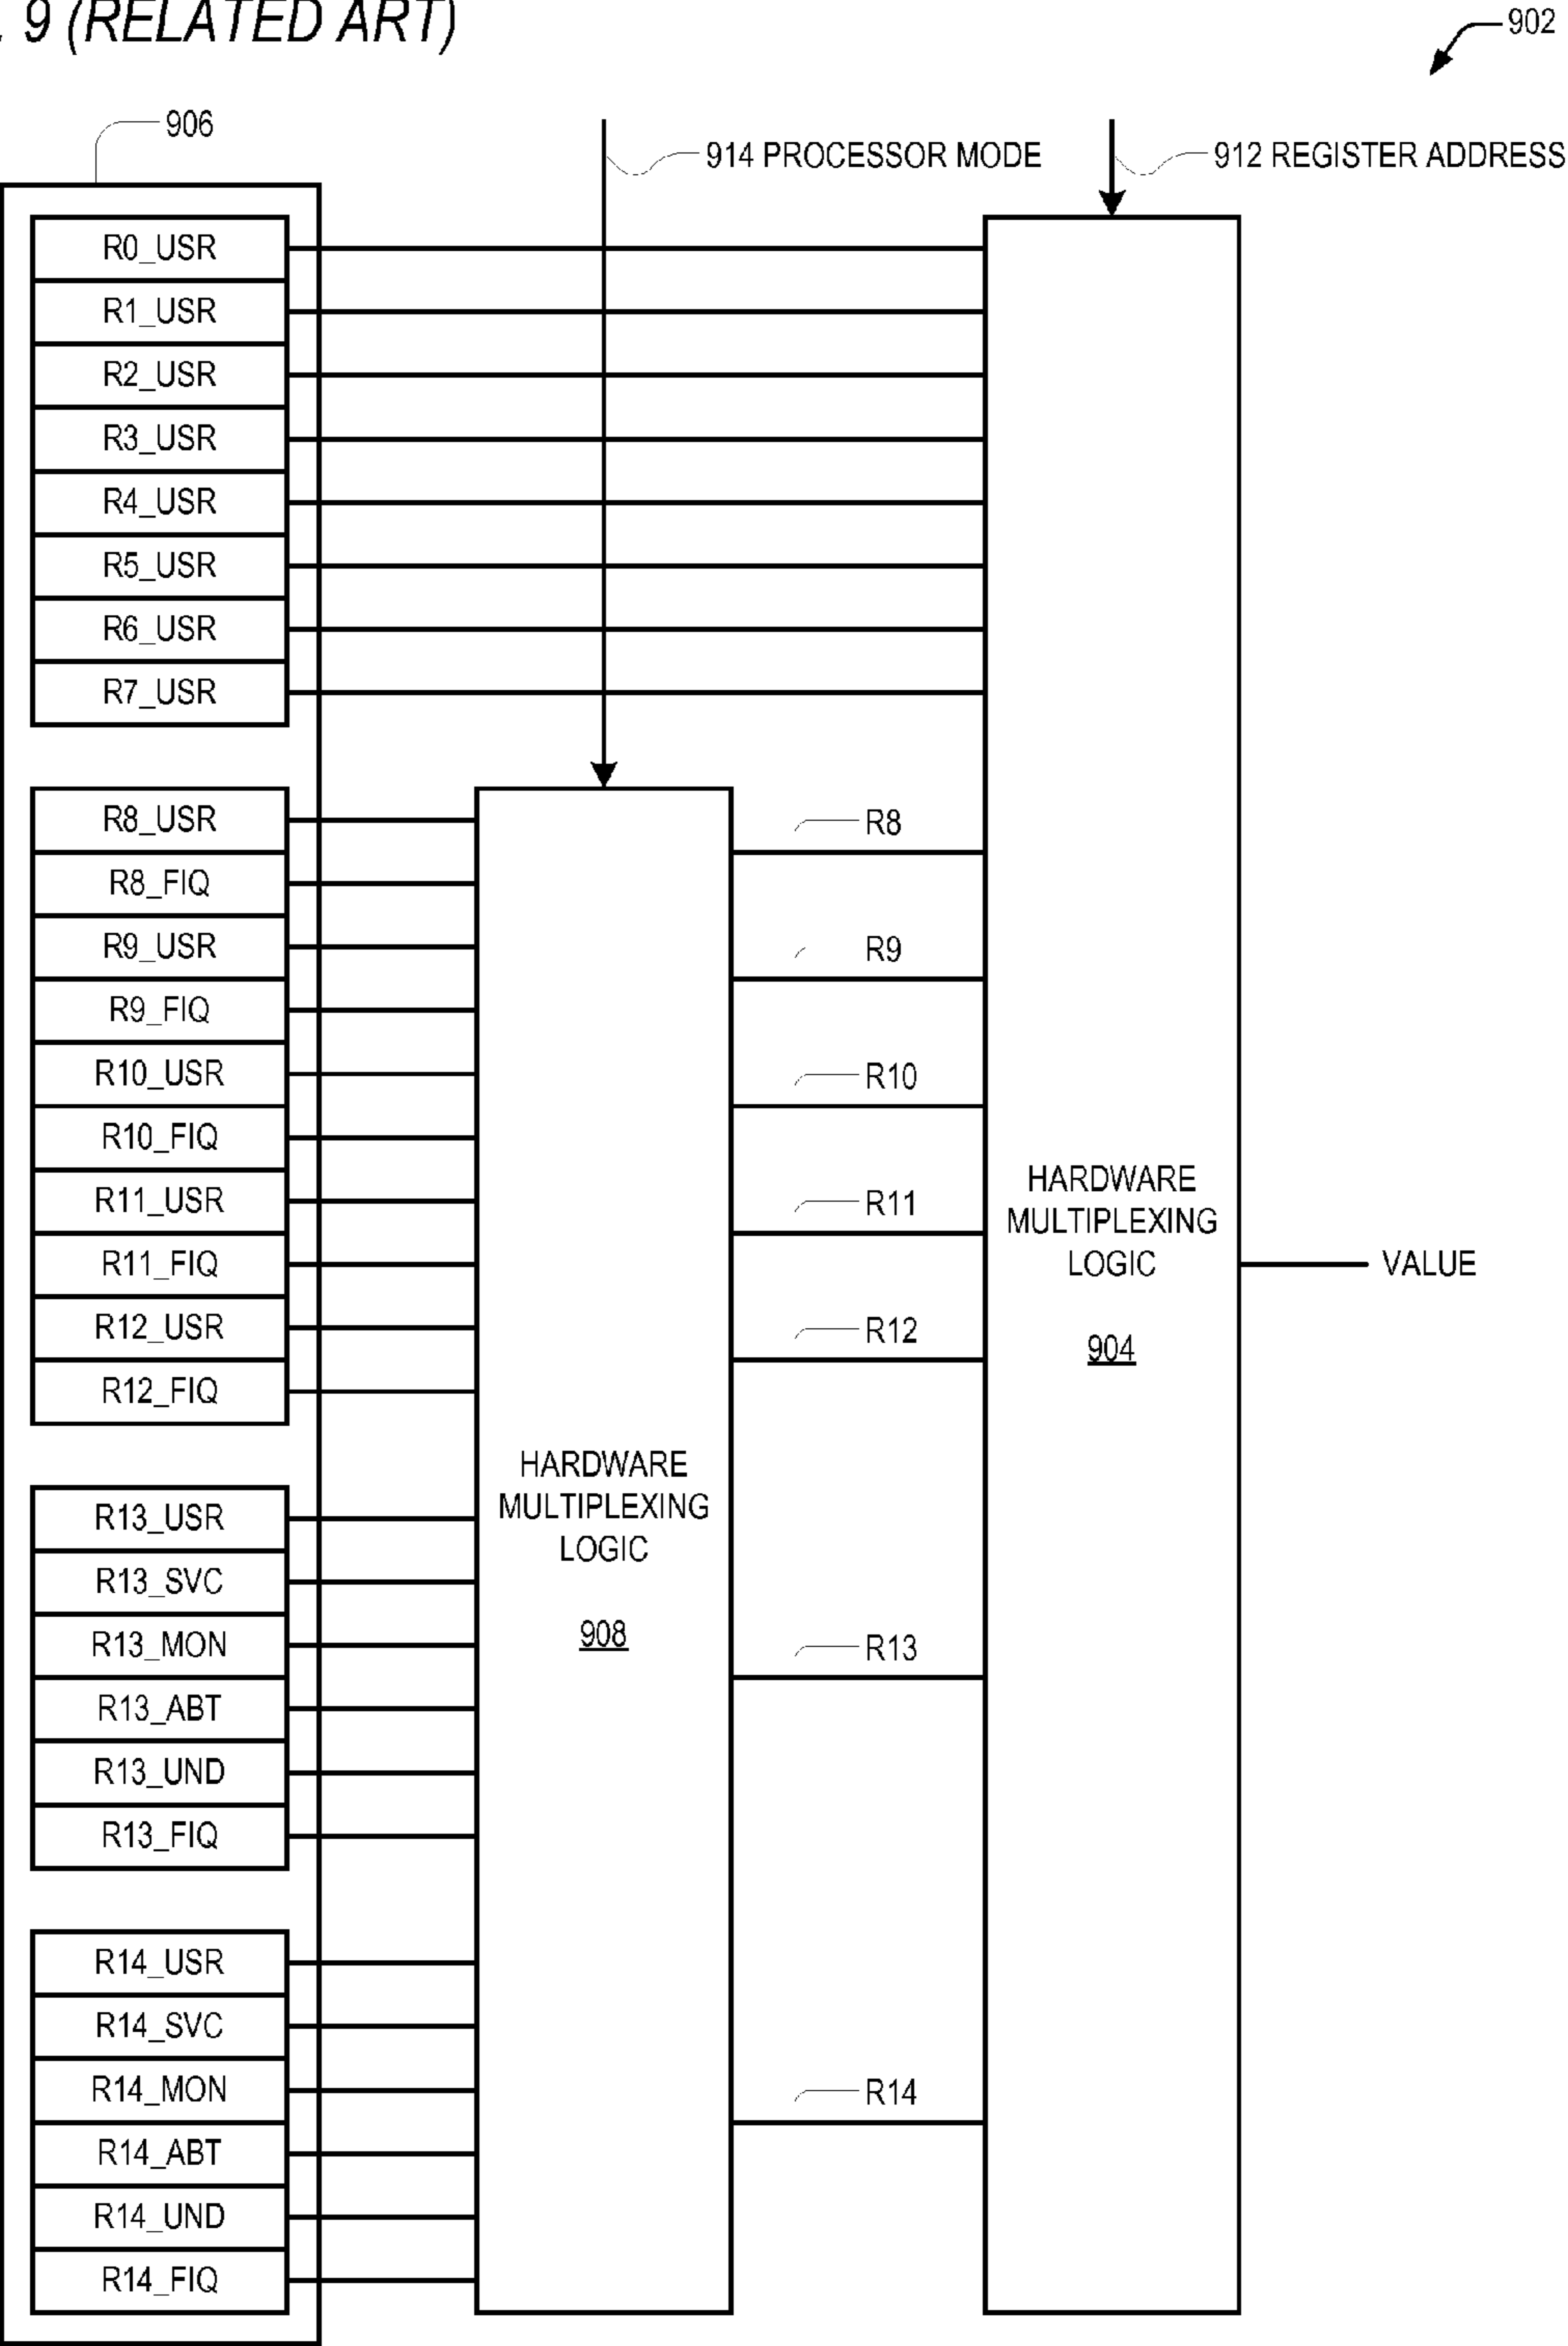 . 9 (RELATED ART)
902
906
914 PROCESSOR MODE
912 REGISTER ADDRESS
R0_USR
R1_USR
R2_USR
R3_USR
R4_USR
R5_USR
R6_USR
R7_USR
R8_USR
R8_FIQ
R9_USR
R9_FIQ
R10_USR
R10_FIQ
R11_USR
R11_FIQ
R12_USR
R12_FIQ
R13_USR
R13_SVC
R13_MON
R13_ABT
R13_UND
R13_FIQ
R14_USR
R14_SVC
R14_MON
R14_ABT
R14_UND
R14_FIQ
HARDWARE
MULTIPLEXING
LOGIC
908
R8
R9
R10
R11
R12
R13
R14
HARDWARE
MULTIPLEXING
LOGIC
904
VALUE